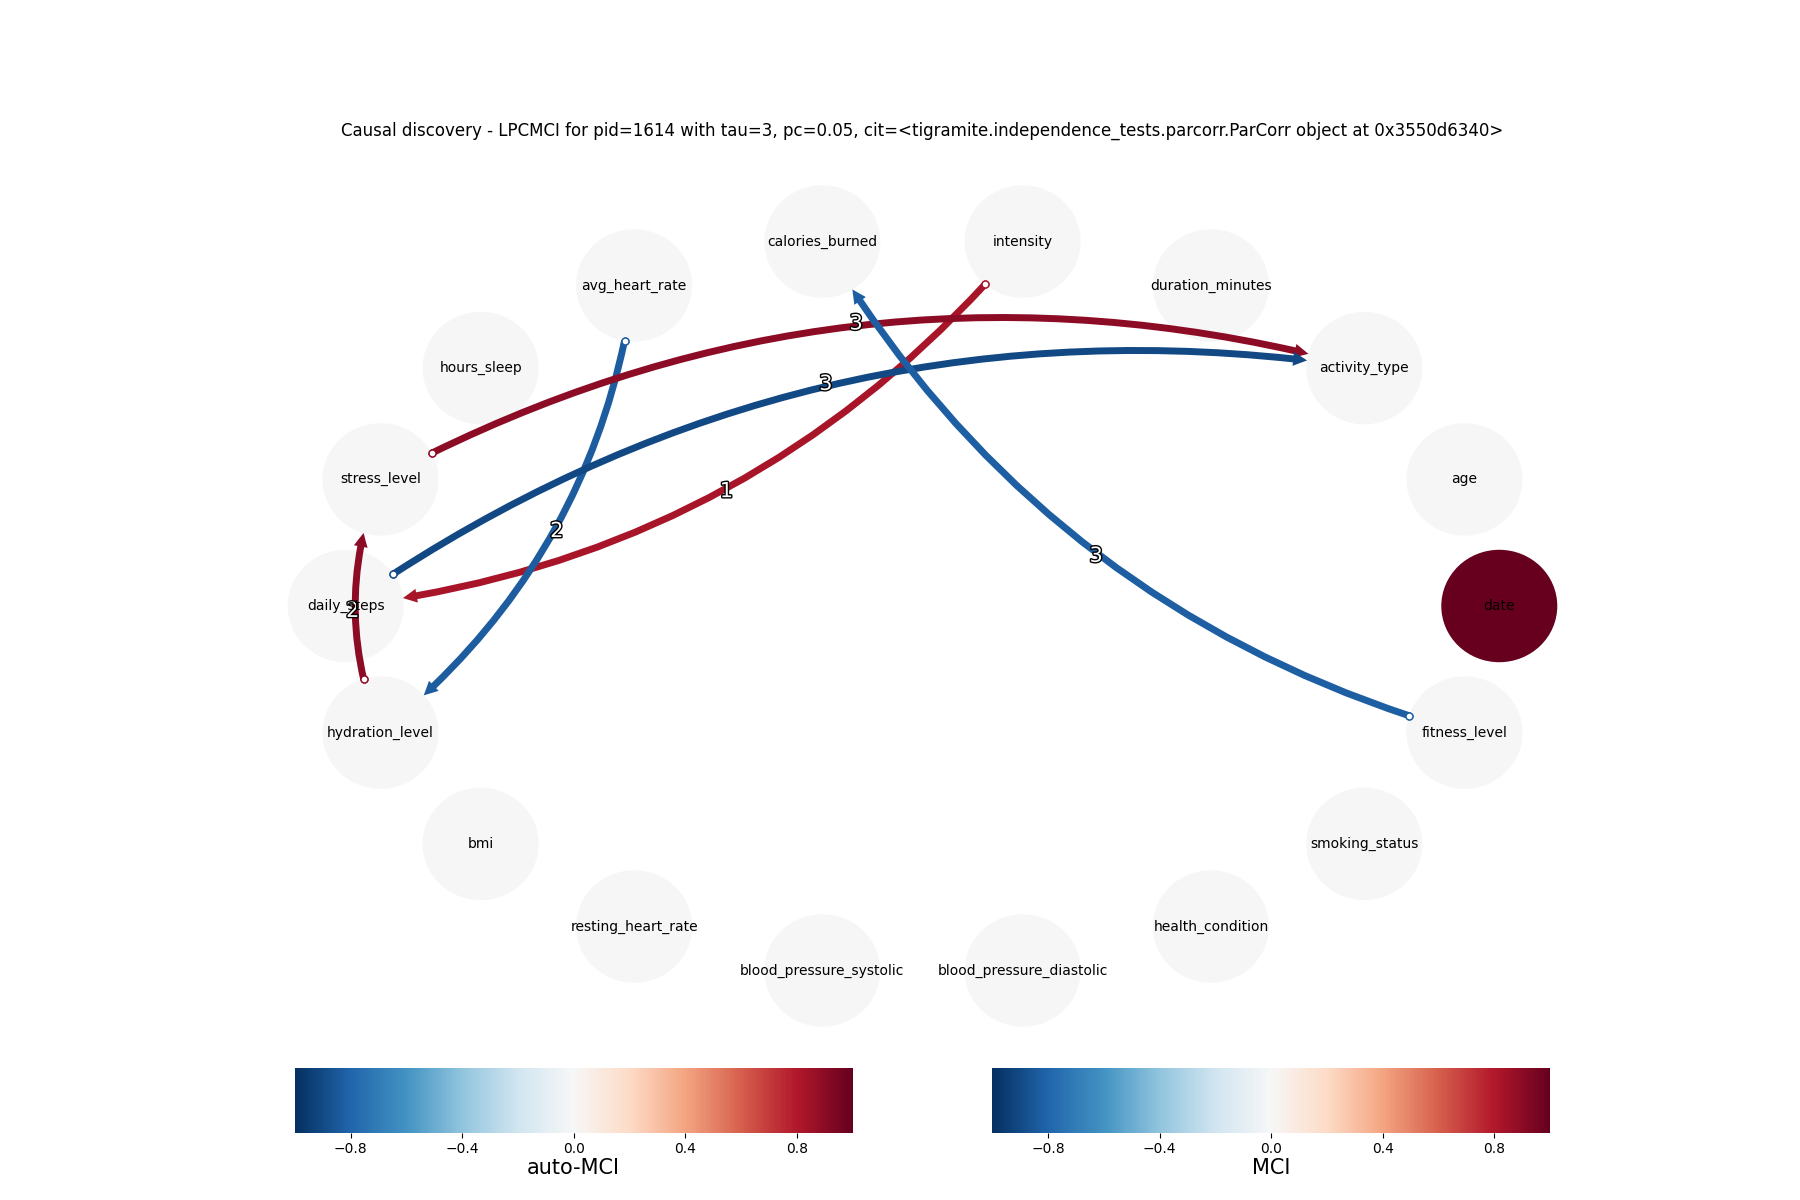 Causal discovery - LPCMCI for pid=1614 with tau=3, pc=0.05, cit=<tigramite.independence_tests.parcorr.ParCorr object at 0x3550d6340>
calories_burned
intensity
avg_heart_rate
duration_minutes
3
hours_sleep
activity_type
3
stress_level
age
1
2
3
daily_steps
2
date
hydration_level
fitness_level
bmi
smoking_status
resting_heart_rate
health_condition
blood_pressure_systolic
blood_pressure_diastolic
−0.8 −0.4 0.0 0.4 0.8
auto-MCI
−0.8 −0.4 0.0 0.4 0.8
MCI